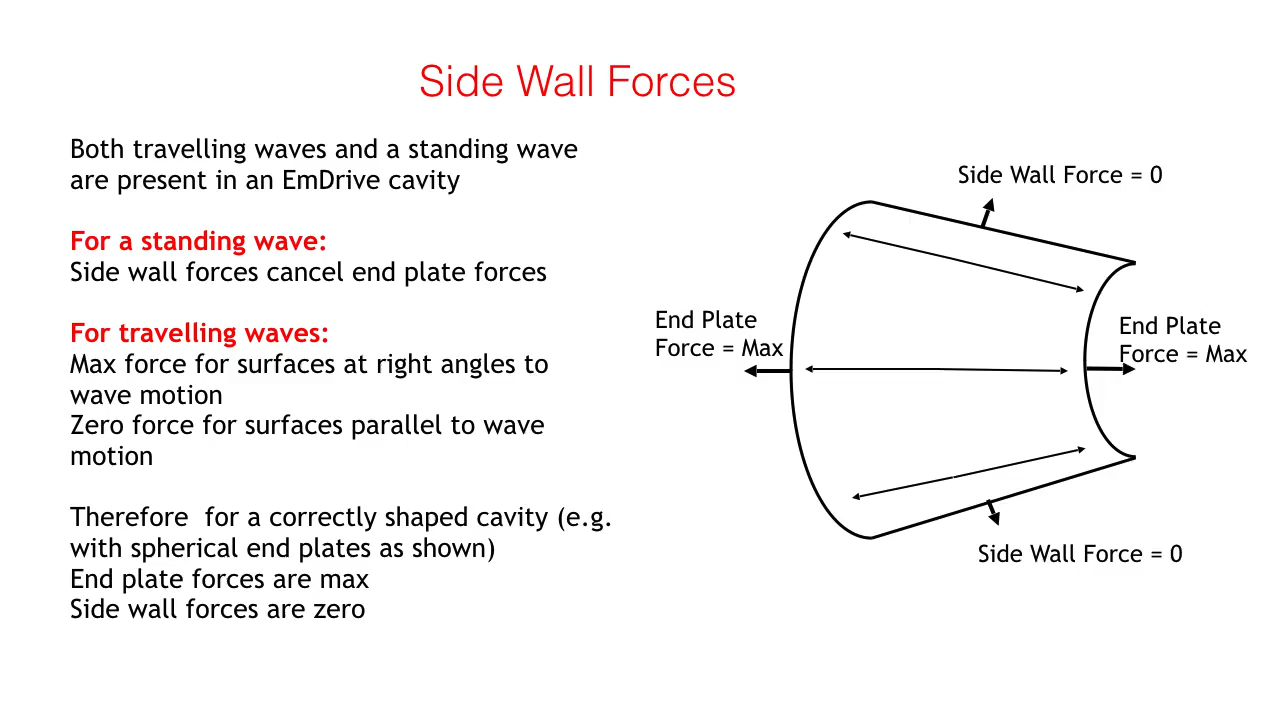 Side Wall Forces
Both travelling waves and a standing wave
are present in an EmDrive cavity
For a standing wave:
Side wall forces cancel end plate forces
For travelling waves:
Max force for surfaces at right angles to
wave motion
Zero force for surfaces parallel to wave
motion
Therefore for a correctly shaped cavity (e.g.
with spherical end plates as shown)
End plate forces are max
Side wall forces are zero
Side Wall Force = 0
End Plate
Force = Max
End Plate
Force = Max
Side Wall Force = 0